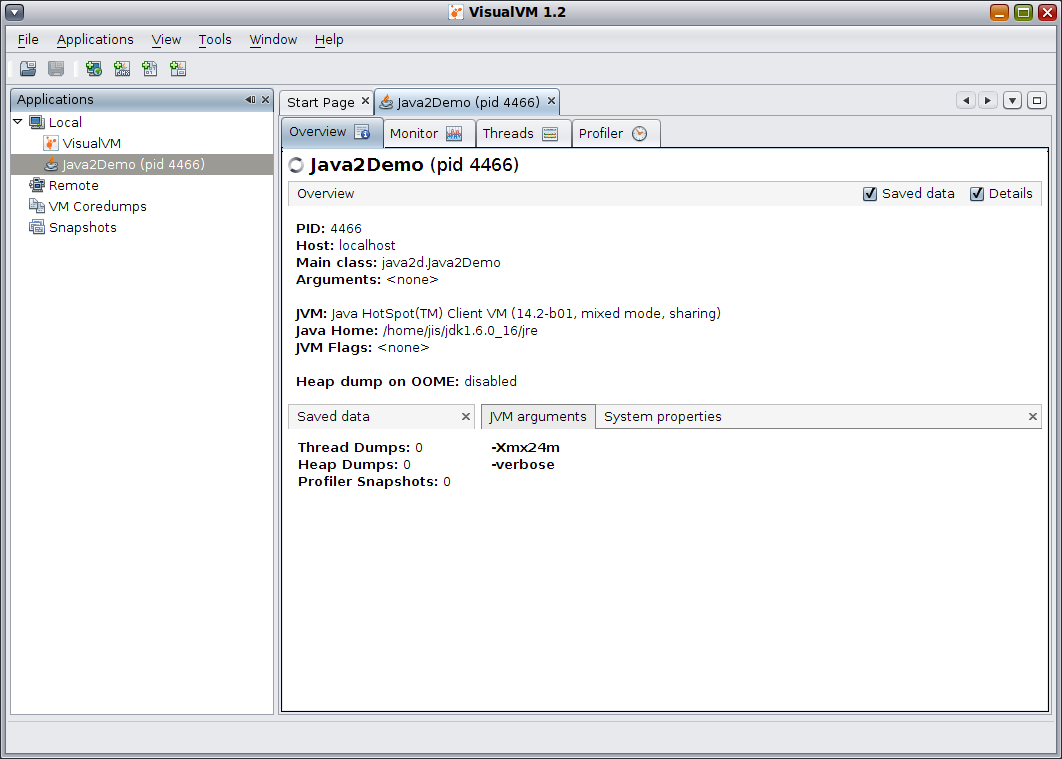 VisualVM 1.2
File Applications View Tools Window Help
Applications
Local
VisualVM
Java2Demo (pid 4466)
Remote
VM Coredumps
Snapshots
Start Page Java2Demo (pid 4466)
Overview Monitor Threads Profiler
Java2Demo (pid 4466)
Overview Saved data Details
PID: 4466
Host: localhost
Main class: java2d.Java2Demo
Arguments: <none>
JVM: Java HotSpot(TM) Client VM (14.2-b01, mixed mode, sharing)
Java Home: /home/jis/jdk1.6.0_16/jre
JVM Flags: <none>
Heap dump on OOME: disabled
Saved data
Thread Dumps: 0
Heap Dumps: 0
Profiler Snapshots: 0
JVM arguments System properties
-Xmx24m
-verbose